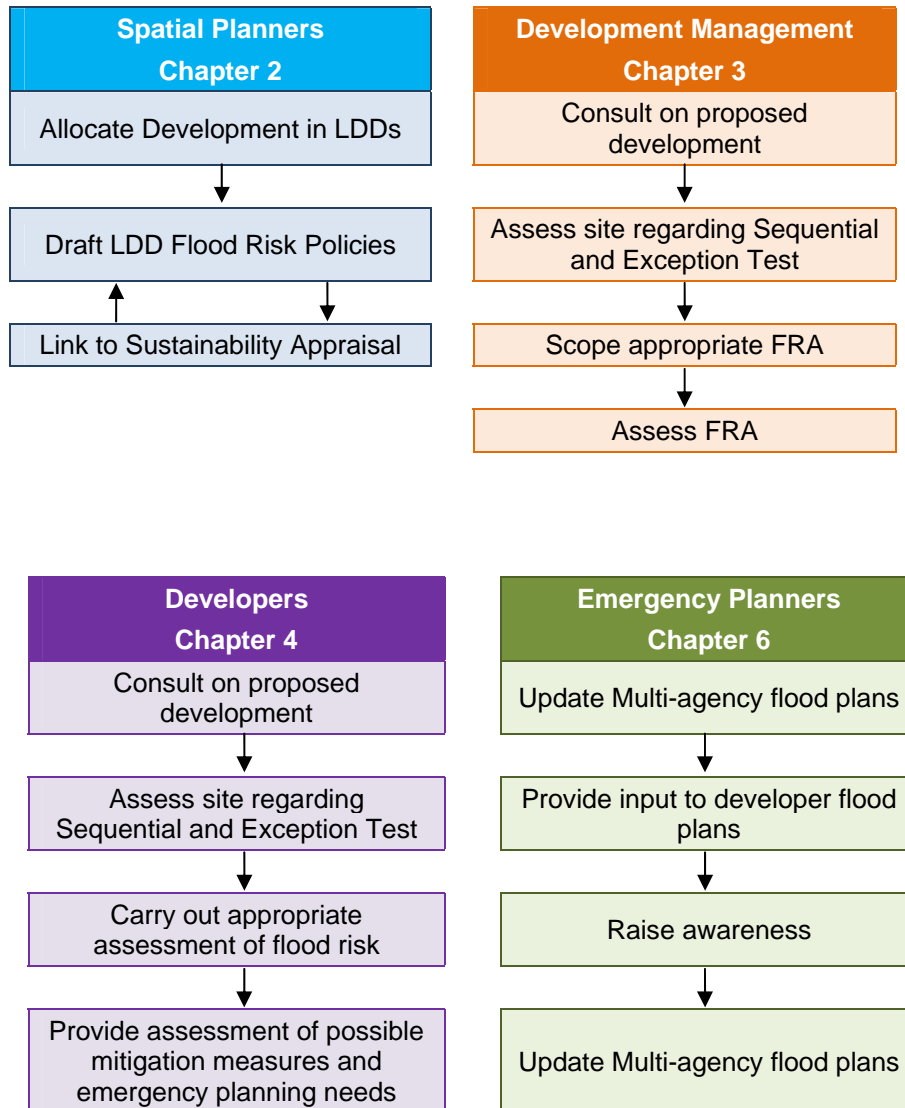 Spatial Planners
Chapter 2
Allocate Development in LDDs
Draft LDD Flood Risk Policies
Link to Sustainability Appraisal
Development Management
Chapter 3
Consult on proposed
development
Assess site regarding Sequential
and Exception Test
Scope appropriate FRA
Assess FRA
Developers
Chapter 4
Consult on proposed
development
Assess site regarding
Sequential and Exception Test
Carry out appropriate
assessment of flood risk
Provide assessment of possible
mitigation measures and
emergency planning needs
Emergency Planners
Chapter 6
Update Multi-agency flood plans
Provide input to developer flood
plans
Raise awareness
Update Multi-agency flood plans